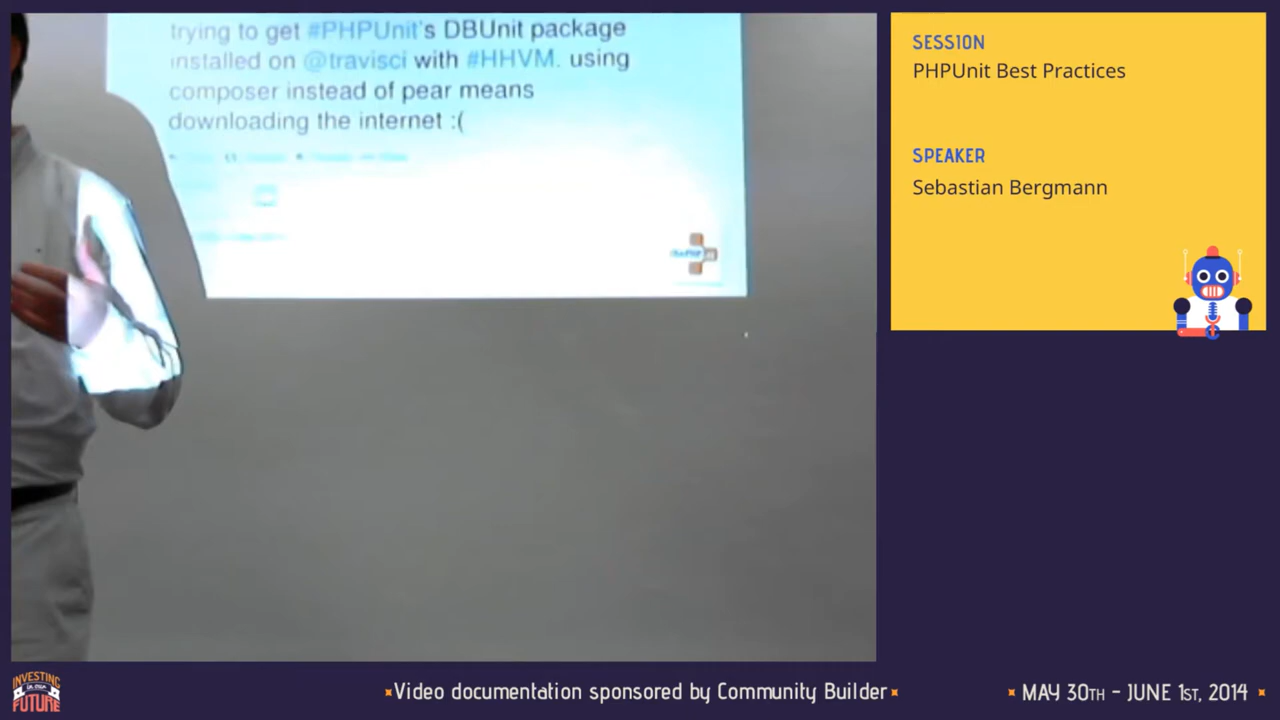 trying to get #PHPUnit's DBUnit package
installed on @travisci with #HHVM. using
composer instead of pear means
downloading the internet :(
SESSION
PHPUnit Best Practices
SPEAKER
Sebastian Bergmann
INVESTING
IN OUR
FUTURE
Video documentation sponsored by Community Builder
MAY 30TH - JUNE 1ST, 2014